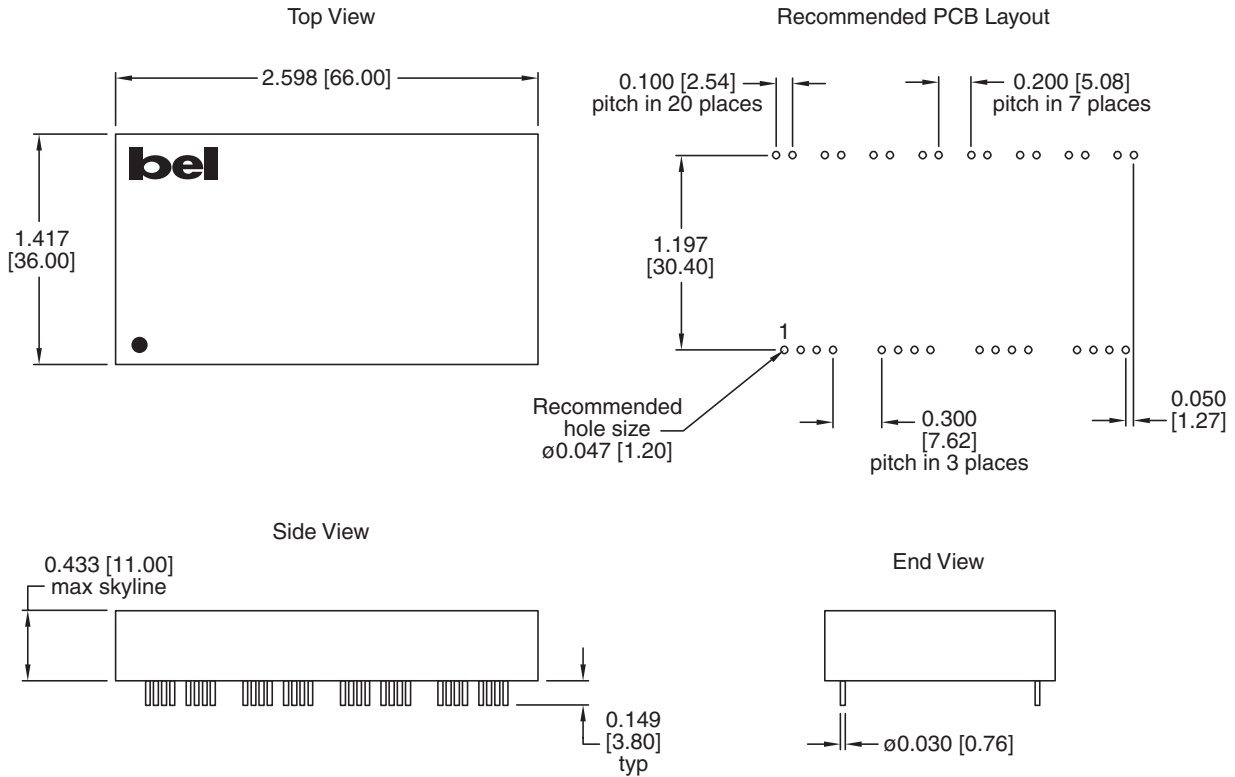 Top View
Recommended PCB Layout
2.598 [66.00]
0.100 [2.54]
pitch in 20 places
0.200 [5.08]
pitch in 7 places
bel
1.417
[36.00]
1.197
[30.40]
1
Recommended
hole size
ø0.047 [1.20]
0.300
[7.62]
pitch in 3 places
0.050
[1.27]
Side View
0.433 [11.00]
max skyline
End View
0.149
[3.80]
typ
ø0.030 [0.76]